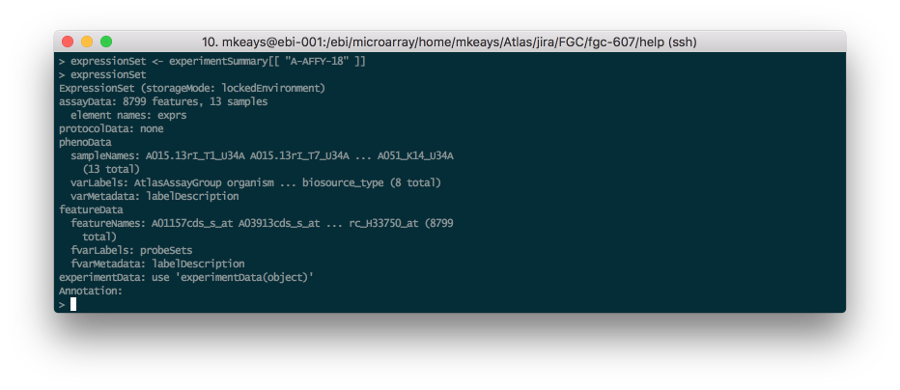 10. mkeays@ebi-001:/ebi/microarray/home/mkeays/Atlas/jira/FGC/fgc-607/help (ssh)
> expressionSet <- experimentSummary[[ "A-AFFY-18" ]]
> expressionSet
ExpressionSet (storageMode: lockedEnvironment)
assayData: 8799 features, 13 samples
  element names: exprs
protocolData: none
phenoData
  sampleNames: A015.13rI_T1_U34A A015.13rI_T7_U34A ... A051_K14_U34A
    (13 total)
  varLabels: AtlasAssayGroup organism ... biosource_type (8 total)
  varMetadata: labelDescription
featureData
  featureNames: A01157cds_s_at A03913cds_s_at ... rc_H33750_at (8799
    total)
  fvarLabels: probeSets
  fvarMetadata: labelDescription
experimentData: use 'experimentData(object)'
Annotation:
>